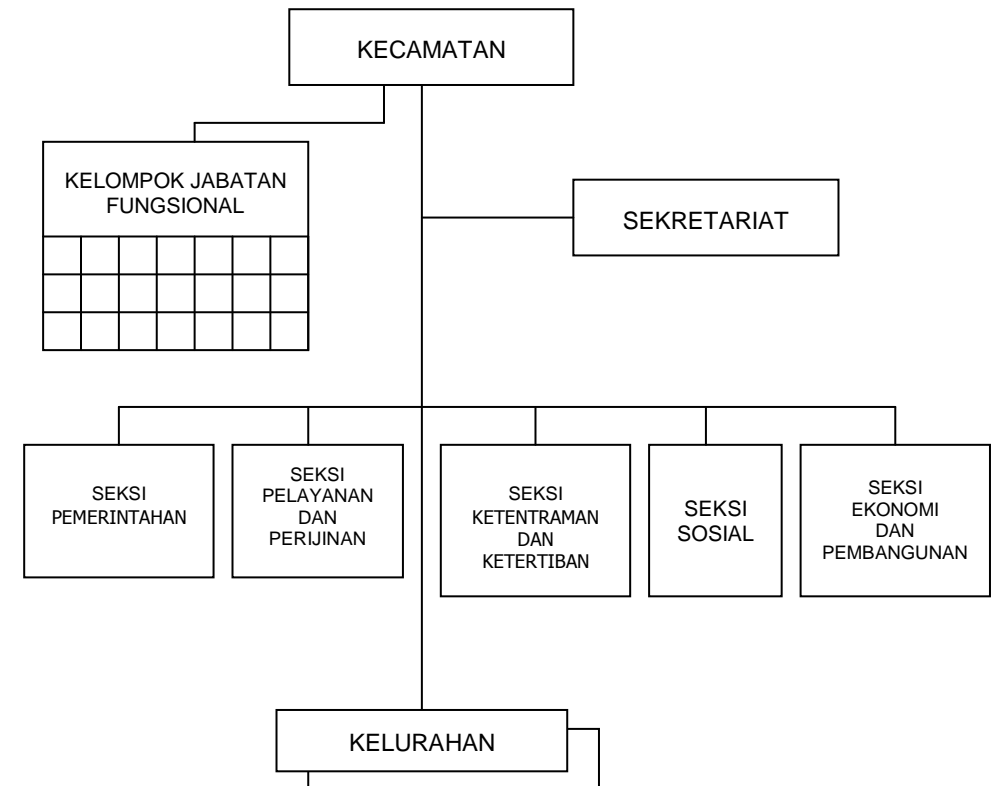 KECAMATAN
KELOMPOK JABATAN
FUNGSIONAL
SEKRETARIAT
SEKSI
PEMERINTAHAN
SEKSI
PELAYANAN
DAN
PERIJINAN
SEKSI
KETENTRAMAN
DAN
KETERTIBAN
SEKSI
SOSIAL
SEKSI
EKONOMI
DAN
PEMBANGUNAN
KELURAHAN